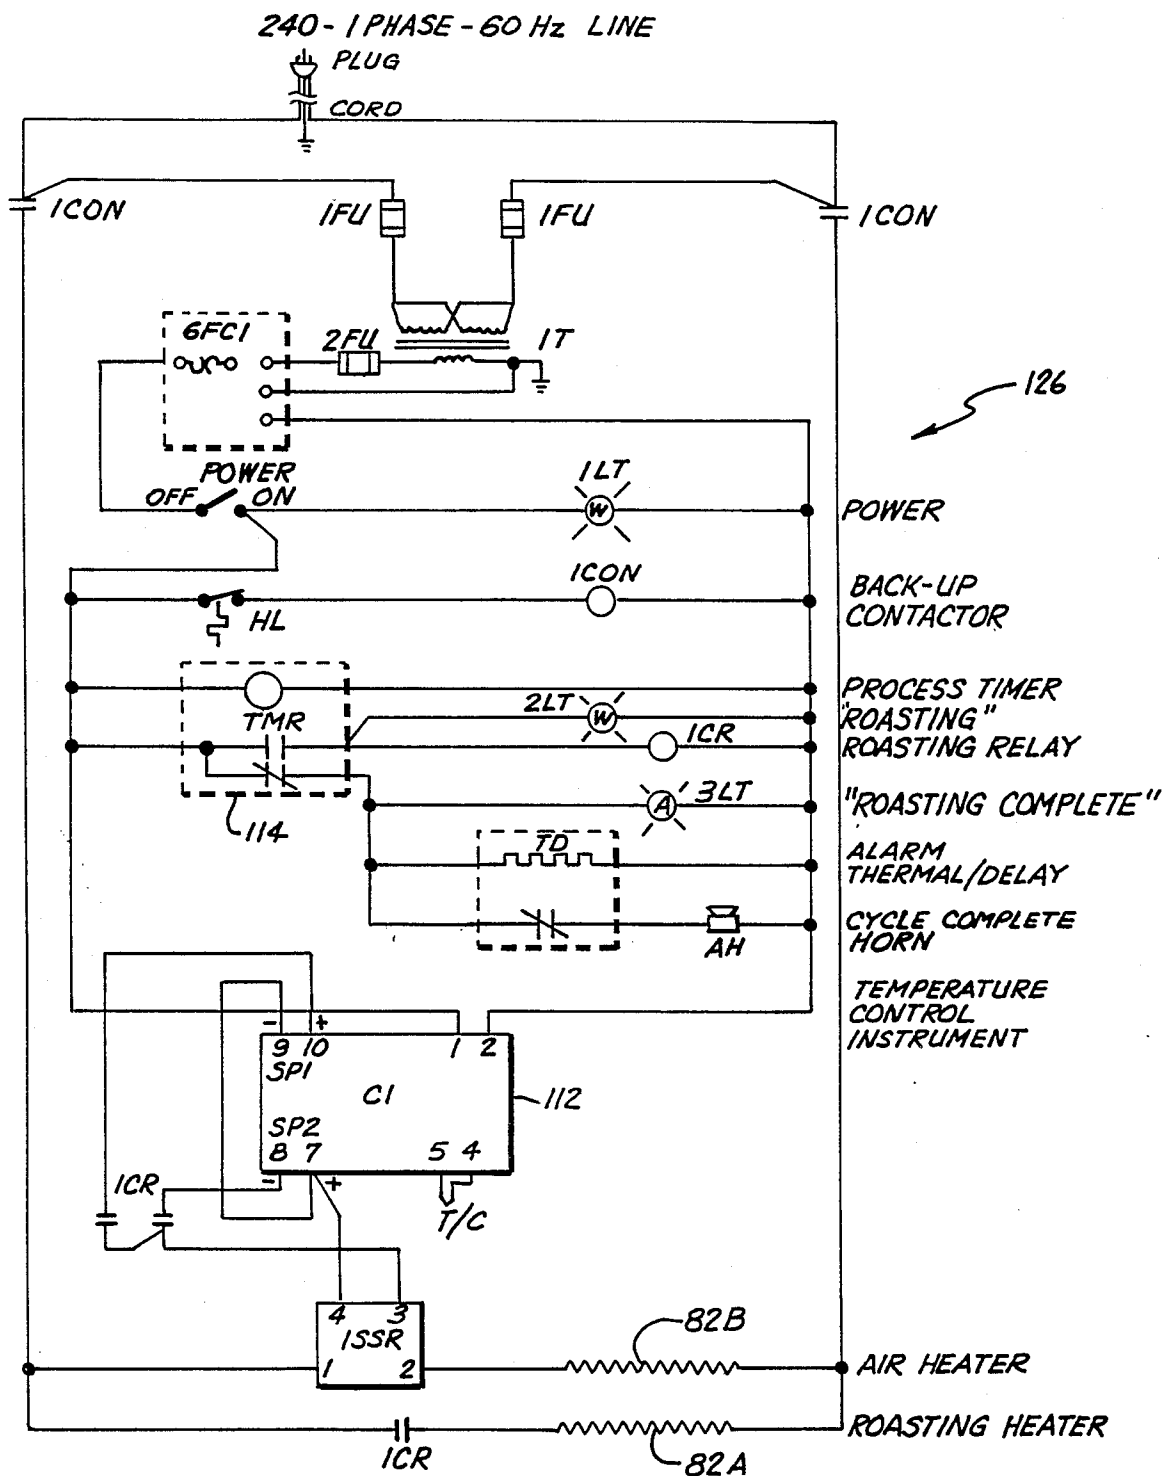 240-1 PHASE-60 Hz LINE
PLUG
CORD
1CON
1FU
1FU
1CON
6FC1
2FU
1T
126
POWER
OFF
ON
1LT
W
POWER
1CON
HL
BACK-UP
CONTACTOR
PROCESS TIMER
TMR
2LT
W
"ROASTING"
1CR
ROASTING RELAY
114
A
3LT
"ROASTING COMPLETE"
TD
ALARM
THERMAL/DELAY
AH
CYCLE COMPLETE
HORN
TEMPERATURE
CONTROL
INSTRUMENT
- +
9 10 1 2
SP1
C1
112
SP2
8 7 5 4
- +
1CR
T/C
4 3
1SSR
1 2
82B
AIR HEATER
1CR
82A
ROASTING HEATER